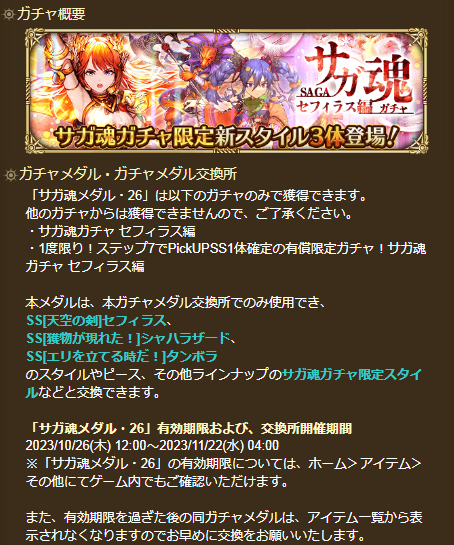 ガチャ概要
サガ魂
SAGA
セフィラス編 ガチャ
サガ魂ガチャ限定新スタイル3体登場!
ガチャメダル・ガチャメダル交換所
「サガ魂メダル・26」は以下のガチャのみで獲得できます。
他のガチャからは獲得できませんので、ご了承ください。
・サガ魂ガチャ セフィラス編
・1度限り！ステップ7でPickUPSS1体確定の有償限定ガチャ！サガ魂
ガチャ セフィラス編
本メダルは、本ガチャメダル交換所でのみ使用でき、
SS[天空の剣]セフィラス、
SS[獲物が現れた！]シャハラザード、
SS[エリを立てる時だ！]タンボラ
のスタイルやピース、その他ラインナップのサガ魂ガチャ限定スタイ
ルなどと交換できます。
「サガ魂メダル・26」有効期限および、交換所開催期間
2023/10/26(木) 12:00～2023/11/22(水) 04:00
※「サガ魂メダル・26」の有効期限については、ホーム＞アイテム＞
その他にてゲーム内でもご確認いただけます。
また、有効期限を過ぎた後の同ガチャメダルは、アイテム一覧から表
示されなくなりますのでお早めに交換をお願いいたします。